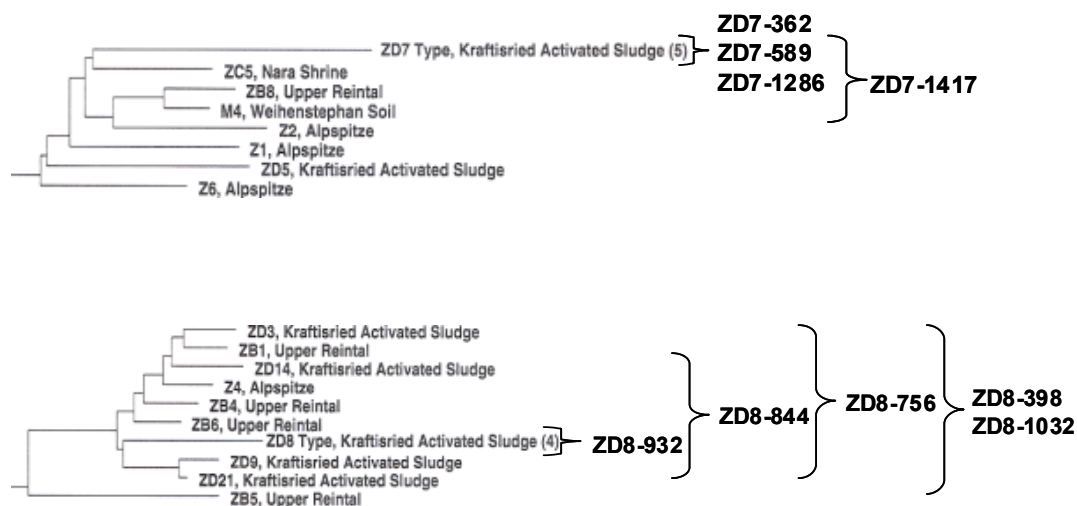 ZD7-362
ZD7 Type, Kraftisried Activated Sludge (5)
ZD7-589
ZC5, Nara Shrine
ZD7-1286
ZD7-1417
ZB8, Upper Reintal
M4, Weihenstephan Soil
Z2, Alpspitze
Z1, Alpspitze
ZD5, Kraftisried Activated Sludge
Z6, Alpspitze
ZD3, Kraftisried Activated Sludge
ZB1, Upper Reintal
ZD14, Kraftisried Activated Sludge
Z4, Alpspitze
ZB4, Upper Reintal
ZB6, Upper Reintal
ZD8 Type, Kraftisried Activated Sludge (4)
ZD9, Kraftisried Activated Sludge
ZD21, Kraftisried Activated Sludge
ZB5, Upper Reintal
ZD8-932
ZD8-844
ZD8-756
ZD8-398
ZD8-1032